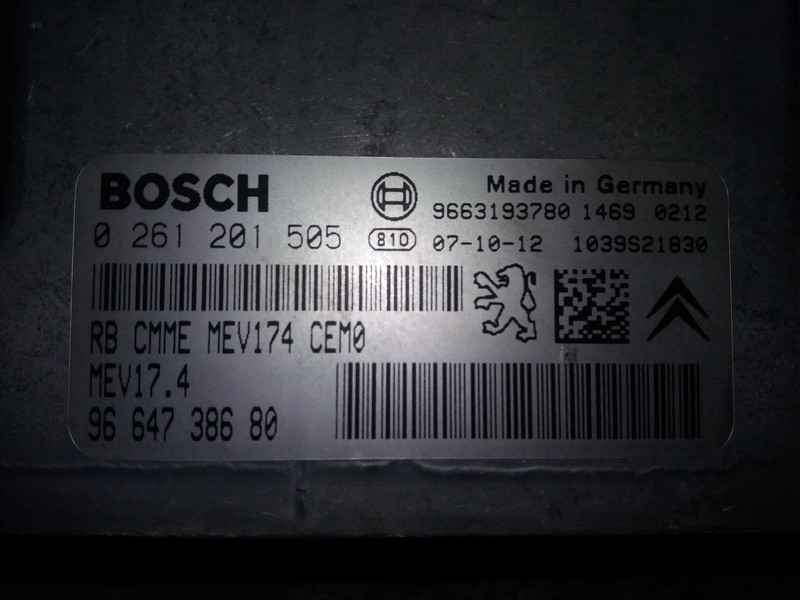 BOSCH
Made in Germany
9663193780 1469 0212
0 261 201 505 810 07-10-12 1039S21830
RB CMME MEV174 CEM0
MEV17.4
96 647 386 80